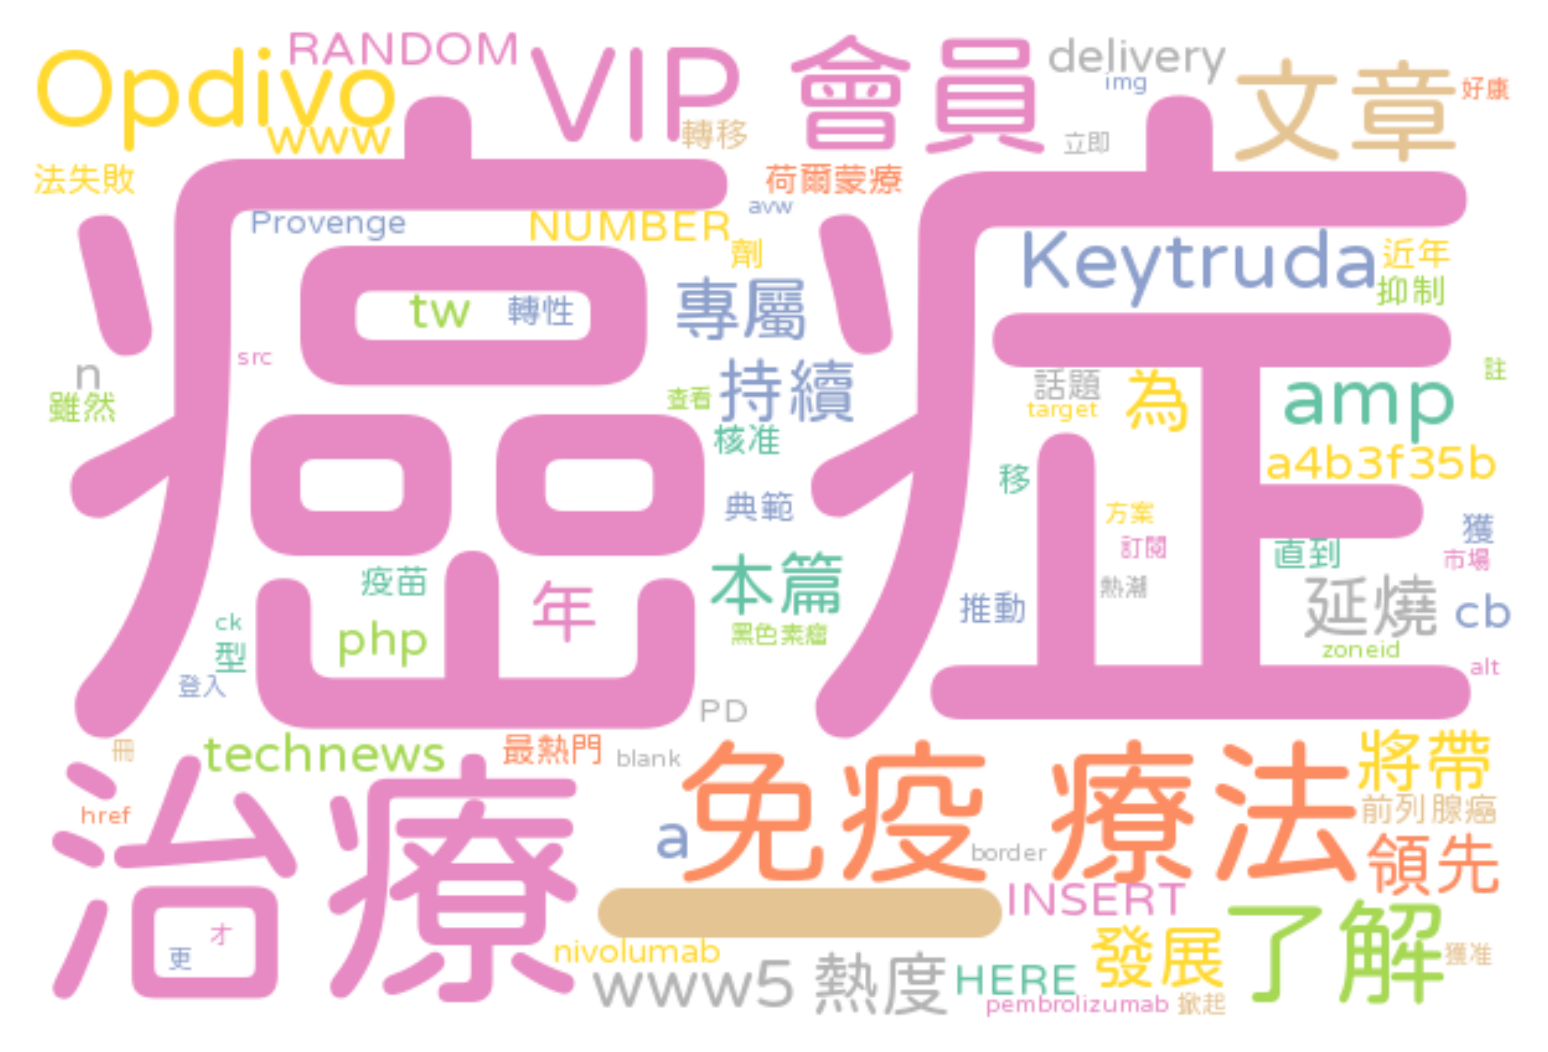 RANDOM
Opdivo
VIP 會員
delivery
img
文章
好康
www
轉移
立即
法失敗
荷爾蒙療
癌症
Provenge
NUMBER
avw
劑
Keytruda
近年
抑制
tw
轉性
專屬
src
n
雖然
查看
持續
話題
target
為
amp
註
核准
a4b3f35b
移
典範
方案
獲
訂閱
直到
市場
疫苗
年
本篇
熱潮
推動
延燒
cb
ck
php
黑色素瘤
zoneid
型
登入
alt
PD
冊
technews
最熱門
blank
免疫 療法
將帶
治療
href
a
border
前列腺癌
領先
一
INSERT
才
更
nivolumab
www5 熱度
HERE
發展
了解
獲准
pembrolizumab
掀起